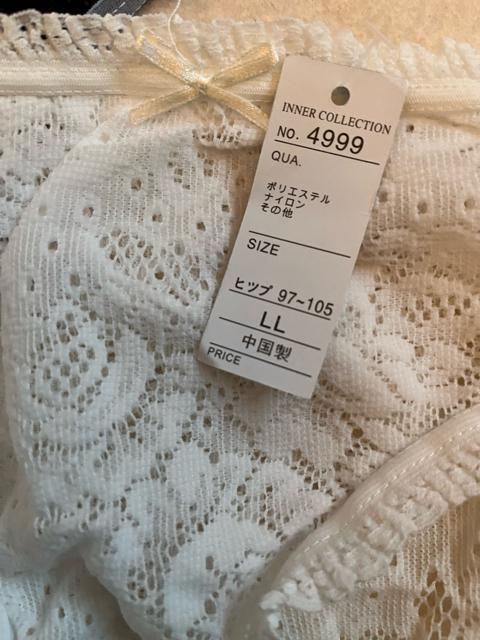 INNER COLLECTION
No. 4999
QUA.
ポリエステル
ナイロン
その他
SIZE
ヒツプ 97~105
LL
中国製
PRICE